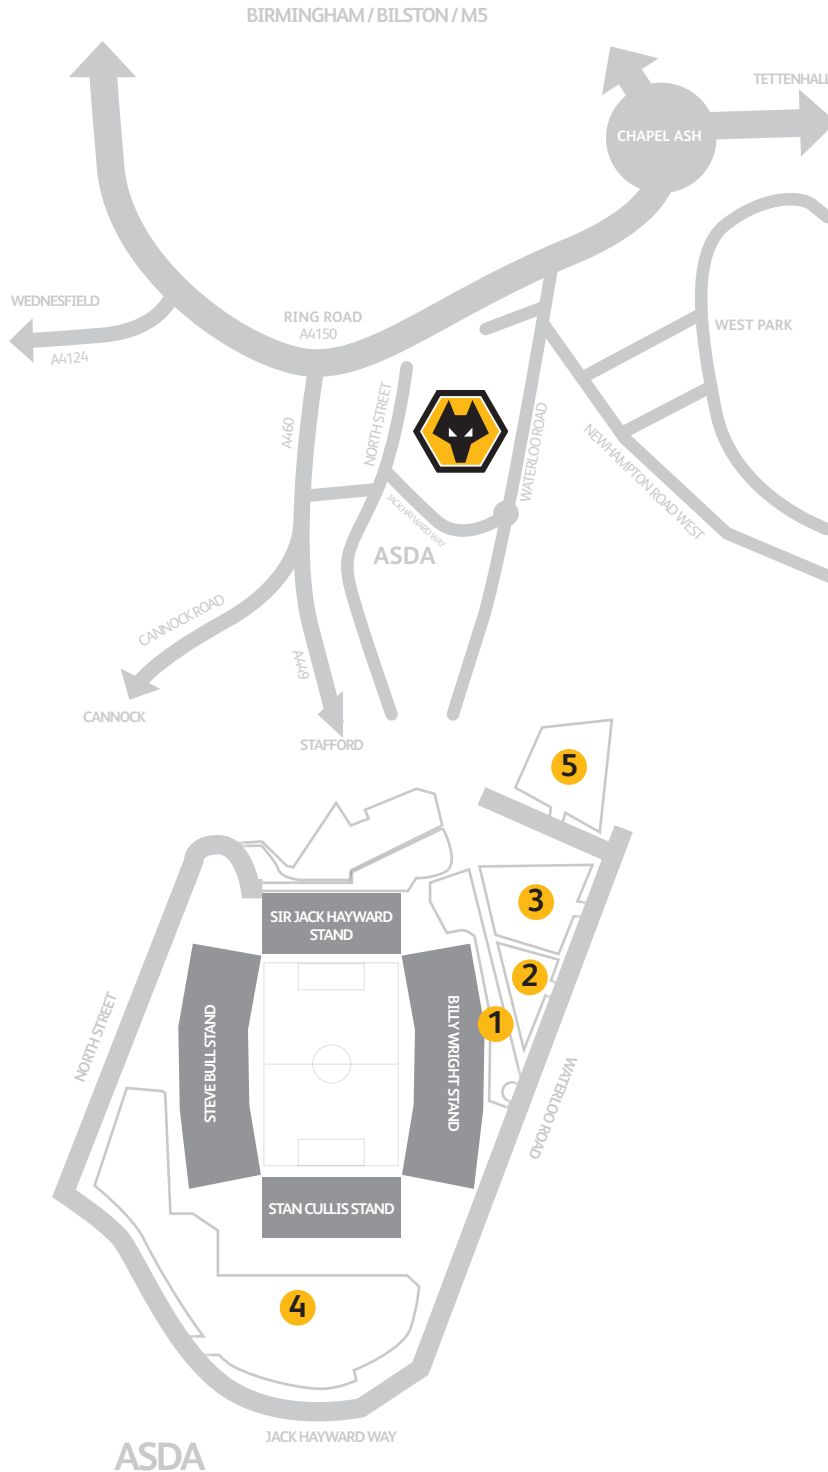 BIRMINGHAM / BILSTON / M5
TETTENHALL
CHAPEL ASH
WEDNESFIELD
A4124
RING ROAD
A4150
WEST PARK
A460
NORTH STREET
WATERLOO ROAD
NEWHAMPTON ROAD WEST
JACK HAYWARD WAY
ASDA
CANNOCK ROAD
A449
CANNOCK
STAFFORD
5
3
SIR JACK HAYWARD
STAND
2
1
NORTH STREET
STEVE BULL STAND
BILLY WRIGHT STAND
WATERLOO ROAD
STAN CULLIS STAND
4
JACK HAYWARD WAY
ASDA